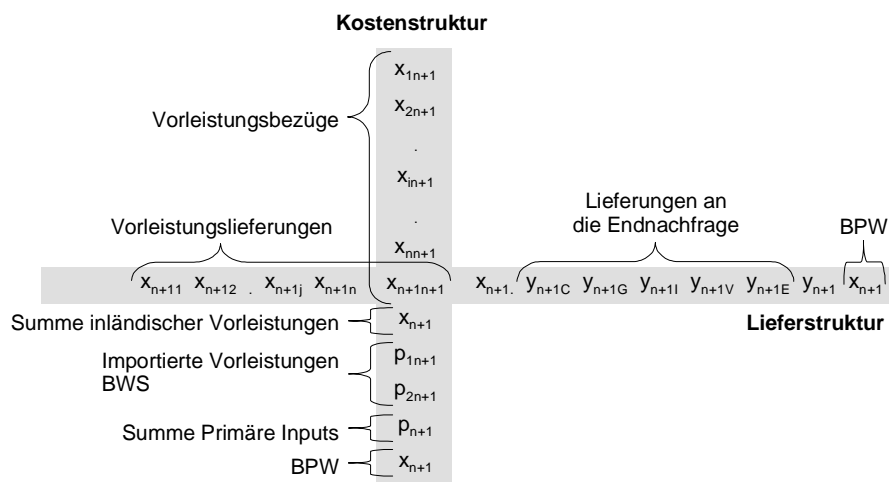 Kostenstruktur
x1n+1
x2n+1
Vorleistungsbezüge
.
xin+1
.
xnn+1
Lieferungen an
die Endnachfrage
Vorleistungslieferungen
BPW
xn+11 xn+12 . xn+1j xn+1n xn+1n+1 xn+1. yn+1C yn+1G yn+1I yn+1V yn+1E yn+1 xn+1
Summe inländischer Vorleistungen xn+1
Lieferstruktur
Importierte Vorleistungen p1n+1
BWS p2n+1
Summe Primäre Inputs pn+1
BPW xn+1